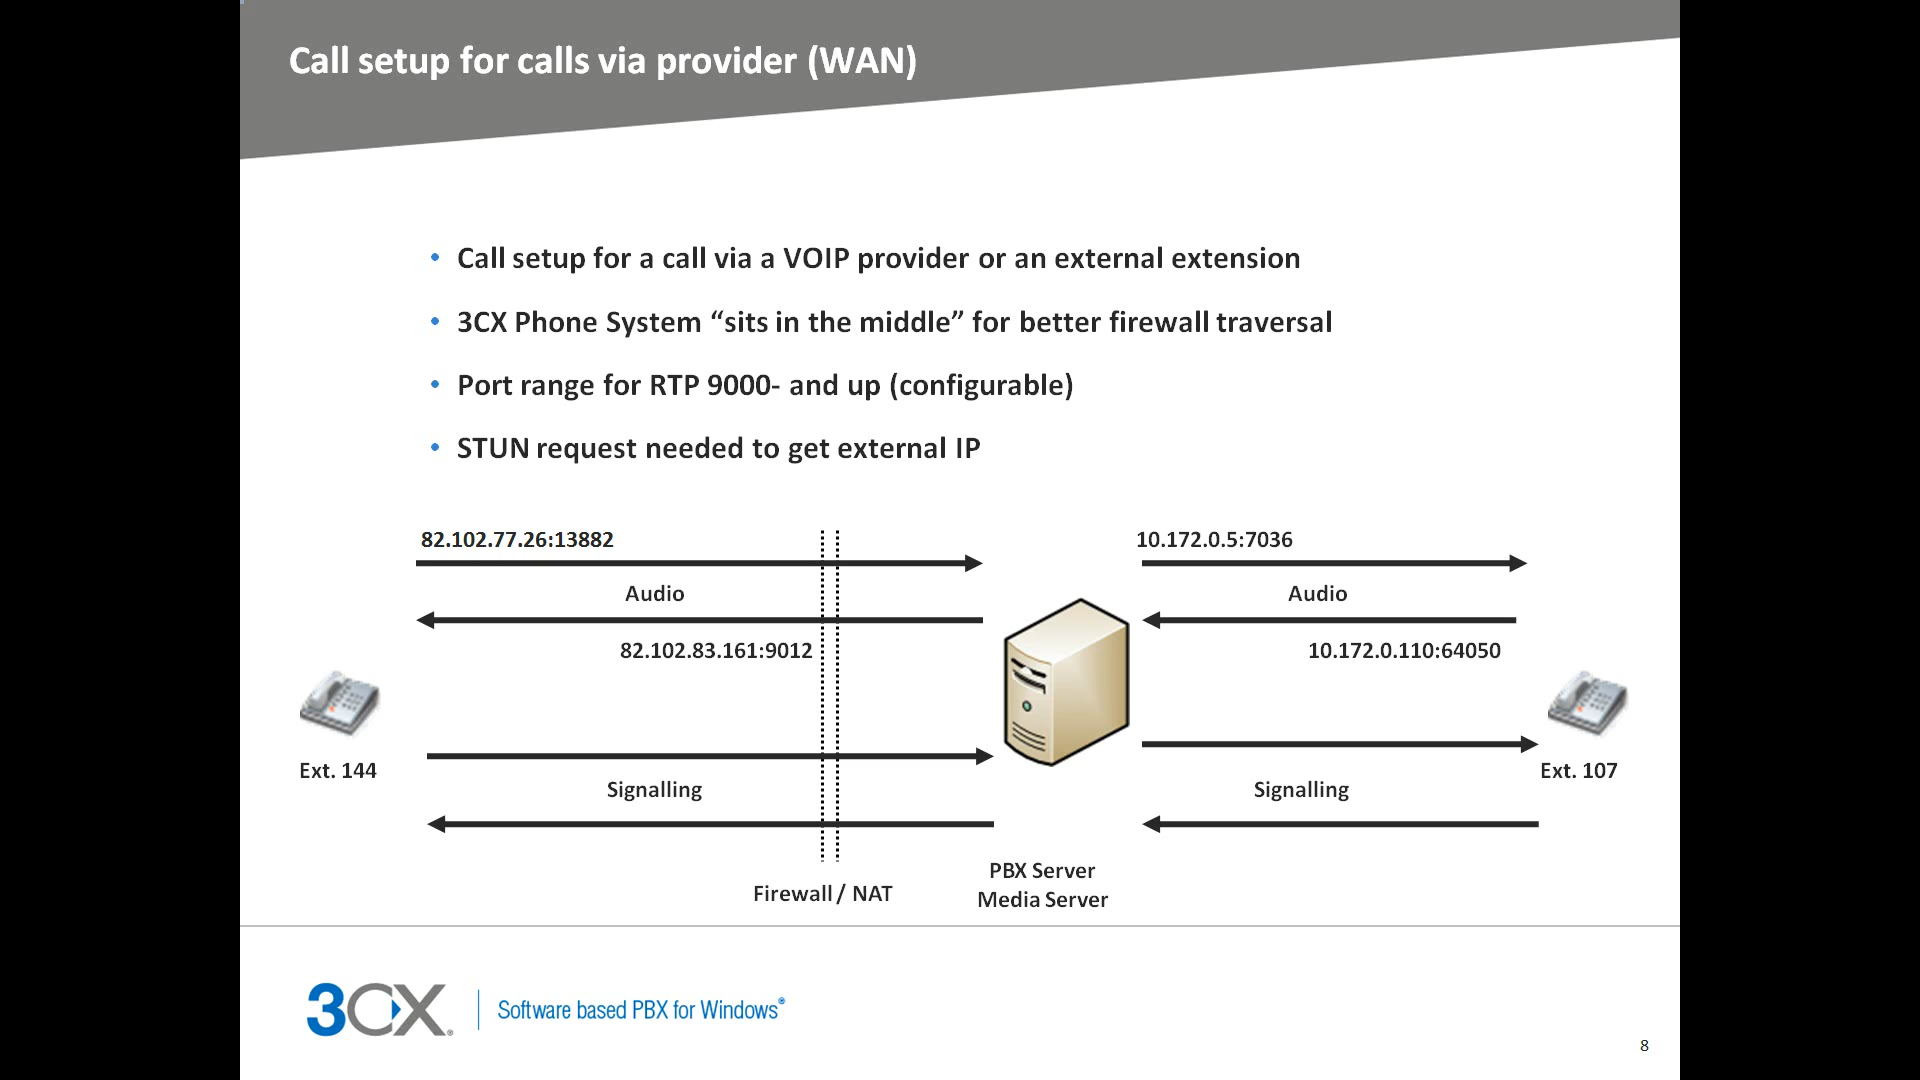 Call setup for calls via provider (WAN)
• Call setup for a call via a VOIP provider or an external extension
• 3CX Phone System “sits in the middle” for better firewall traversal
• Port range for RTP 9000- and up (configurable)
• STUN request needed to get external IP
82.102.77.26:13882
10.172.0.5:7036
Audio
Audio
82.102.83.161:9012
10.172.0.110:64050
Ext. 144
Ext. 107
Signalling
Signalling
Firewall / NAT
PBX Server
Media Server
3CX®
Software based PBX for Windows®
8